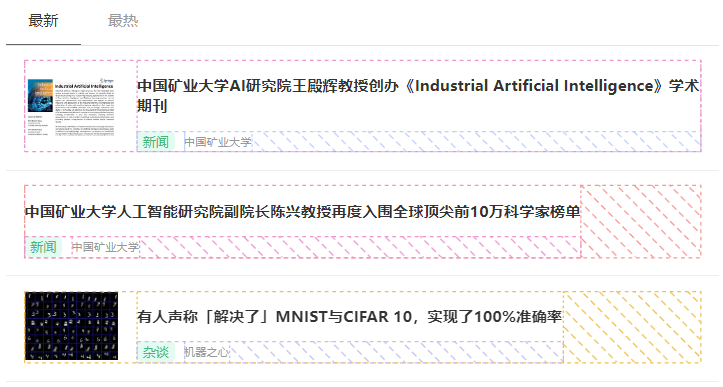 最新 最热
Industrial Artificial Intelligence
中国矿业大学AI研究院王殿辉教授创办《Industrial Artificial Intelligence》学术
期刊
新闻 中国矿业大学
中国矿业大学人工智能研究院副院长陈兴教授再度入围全球顶尖前10万科学家榜单
新闻 中国矿业大学
有人声称「解决了」MNIST与CIFAR 10，实现了100%准确率
杂谈 机器之心